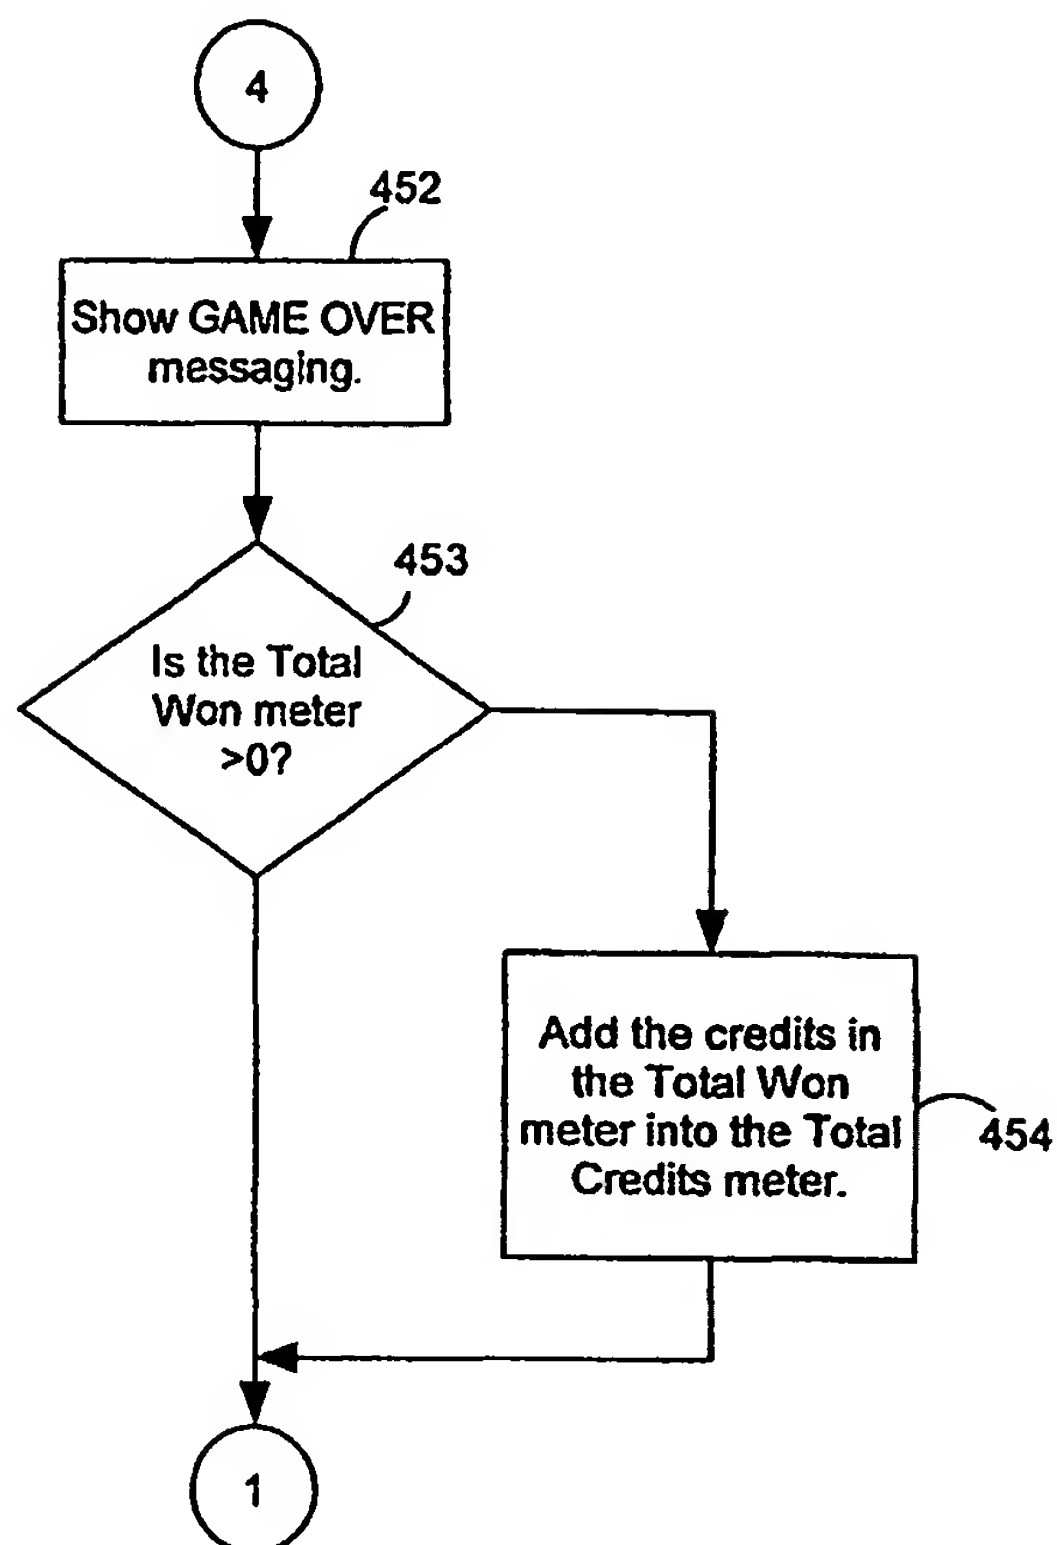 4
452
Show GAME OVER
messaging.
453
Is the Total
Won meter
>0?
Add the credits in
the Total Won
meter into the Total
Credits meter.
454
1